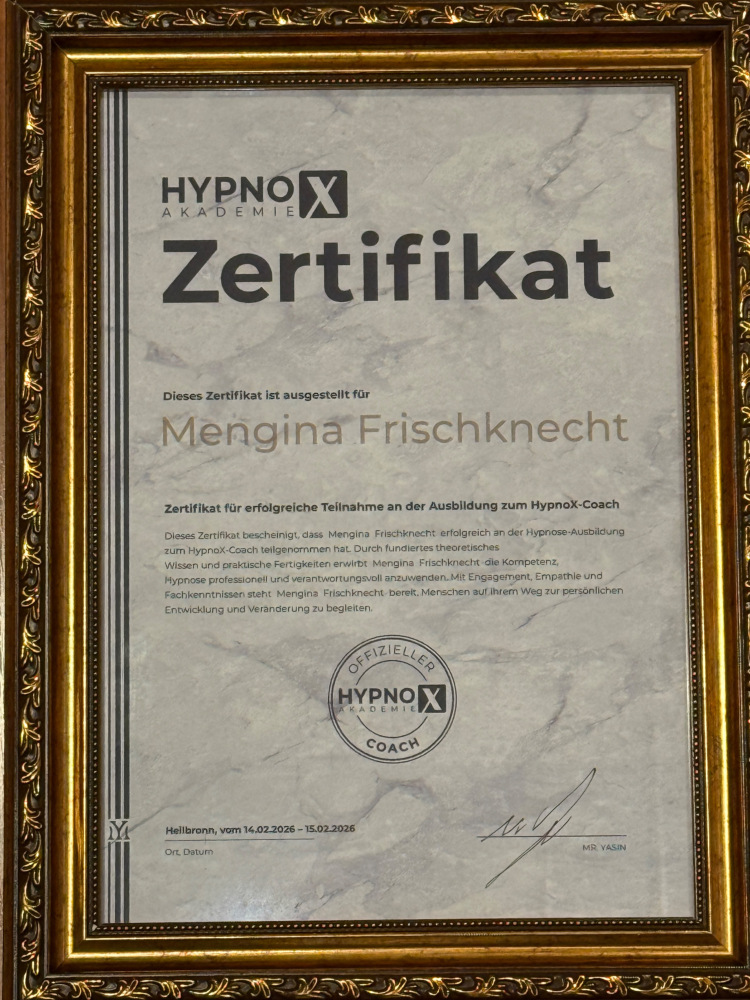 HYPNO X
AKADEMIE
Zertifikat
Dieses Zertifikat ist ausgestellt für
Mengina Frischknecht
Zertifikat für erfolgreiche Teilnahme an der Ausbildung zum HypnoX-Coach
Dieses Zertifikat bescheinigt, dass Mengina Frischknecht erfolgreich an der Hypnose-Ausbildung
zum HypnoX-Coach teilgenommen hat. Durch fundiertes theoretisches
Wissen und praktische Fertigkeiten erwirbt Mengina Frischknecht die Kompetenz,
Hypnose professionell und verantwortungsvoll anzuwenden. Mit Engagement, Empathie und
Fachkenntnissen steht Mengina Frischknecht bereit, Menschen auf ihrem Weg zur persönlichen
Entwicklung und Veränderung zu begleiten.
OFFIZIELLER
HYPNO X
AKADEMIE
COACH
YM
Heilbronn, vom 14.02.2026 – 15.02.2026
Ort, Datum
MR. YASIN